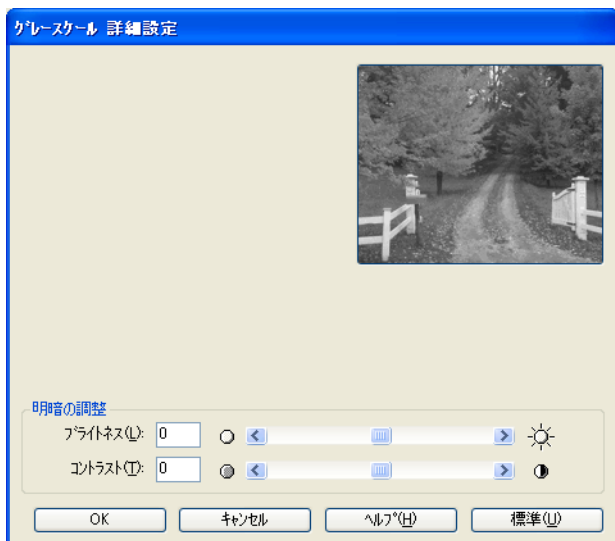 グレースケール 詳細設定
明暗の調整
ブライトネス(L): 0
コントラスト(T): 0
OK キャンセル ヘルプ(H) 標準(U)